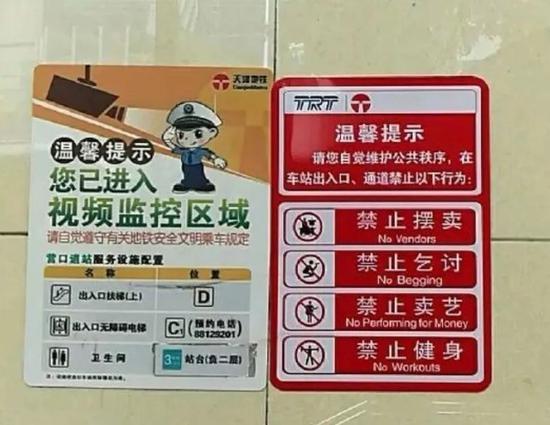 天津地铁
TianjinMetro
温馨提示
您已进入
视频监控区域
请自觉遵守有关地铁安全文明乘车规定
营口道站服务设施配置
名称 位置
出入口扶梯(上) D
出入口无障碍电梯 C (预约电话)
88129201
卫生间 3 站台(负二层)
TRT
温馨提示
请您自觉维护公共秩序，在
车站出入口、通道禁止以下行为:
禁止摆卖
No Vendors
禁止乞讨
No Begging
禁止卖艺
No Performing for Money
禁止健身
No Workouts